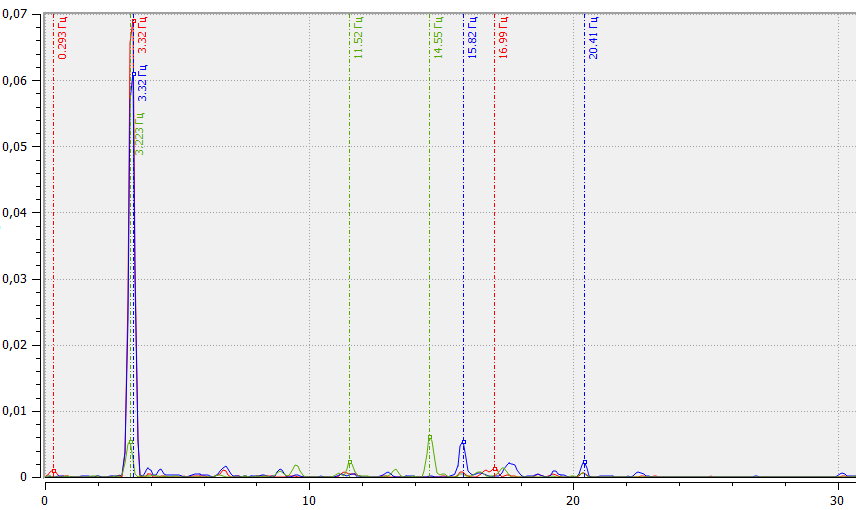 0,07
0,06
0,05
0,04
0,03
0,02
0,01
0
0.293 Гц
3.32 Гц
3.32 Гц
3.223 Гц
11.52 Гц
14.55 Гц
15.82 Гц
16.99 Гц
20.41 Гц
0
10
20
30